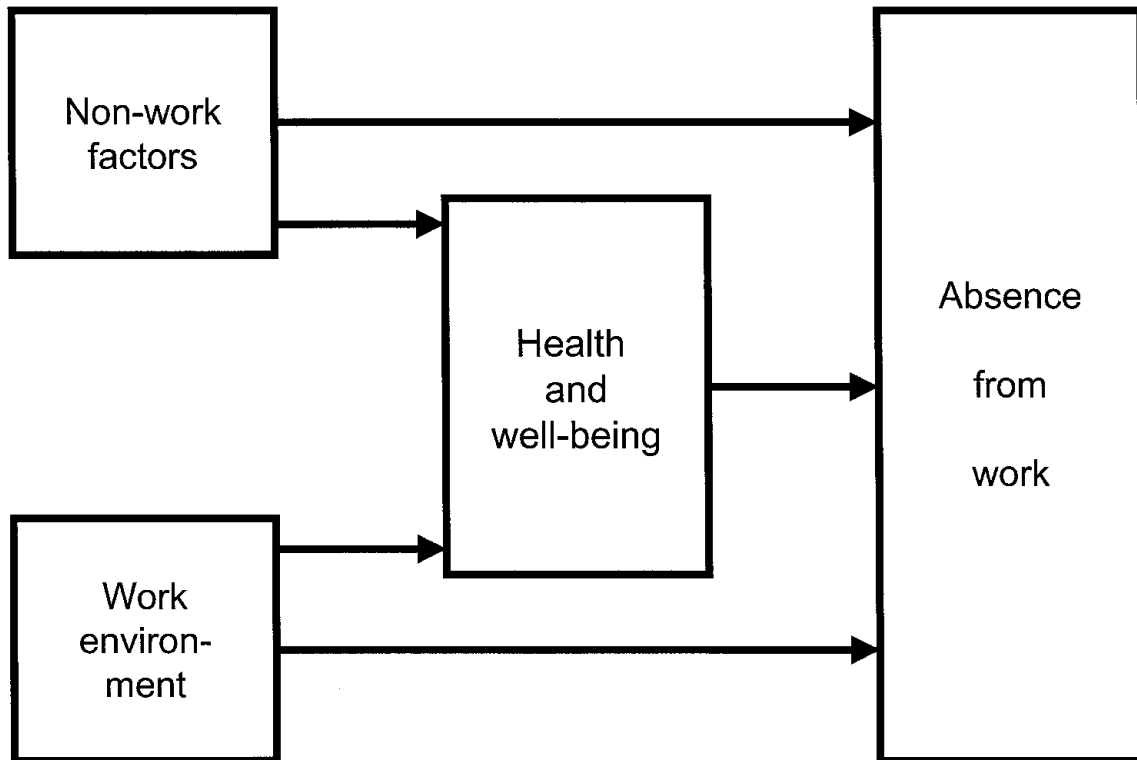 Non-work
factors
Health
and
well-being
Absence
from
work
Work
environ-
ment